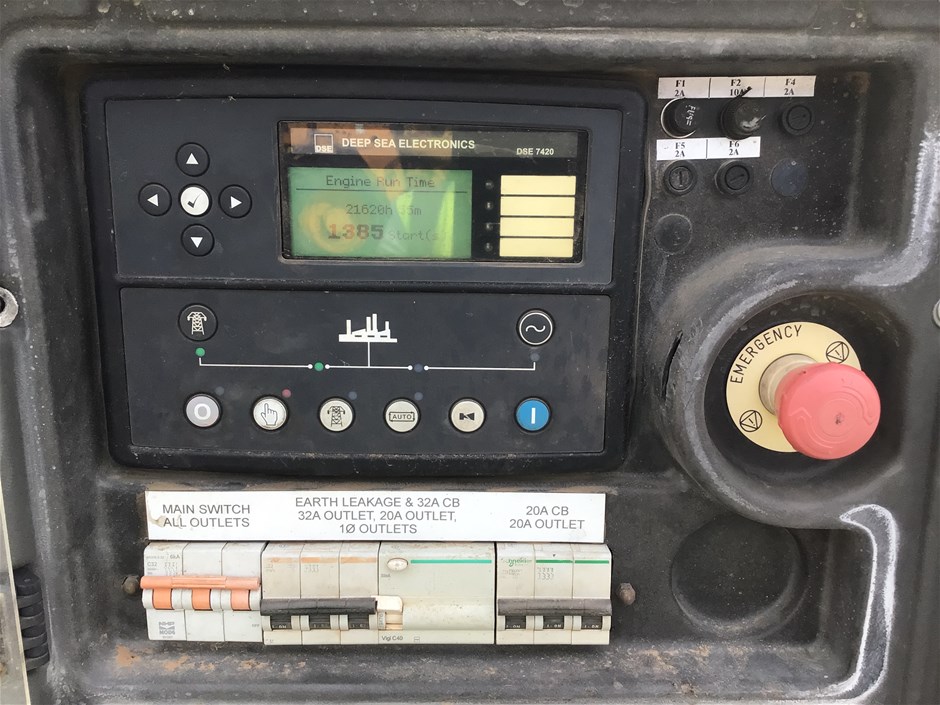 DSE DEEP SEA ELECTRONICS
DSE 7420
Engine Run Time
1385 Start(s
F1
2A
F2
10A
F4
2A
F5
2A
F6
2A
EMERGENCY
O
AUTO
I
MAIN SWITCH
ALL OUTLETS
EARTH LEAKAGE & 32A CB
32A OUTLET, 20A OUTLET,
1Ø OUTLETS
20A CB
20A OUTLET
Vigi C40